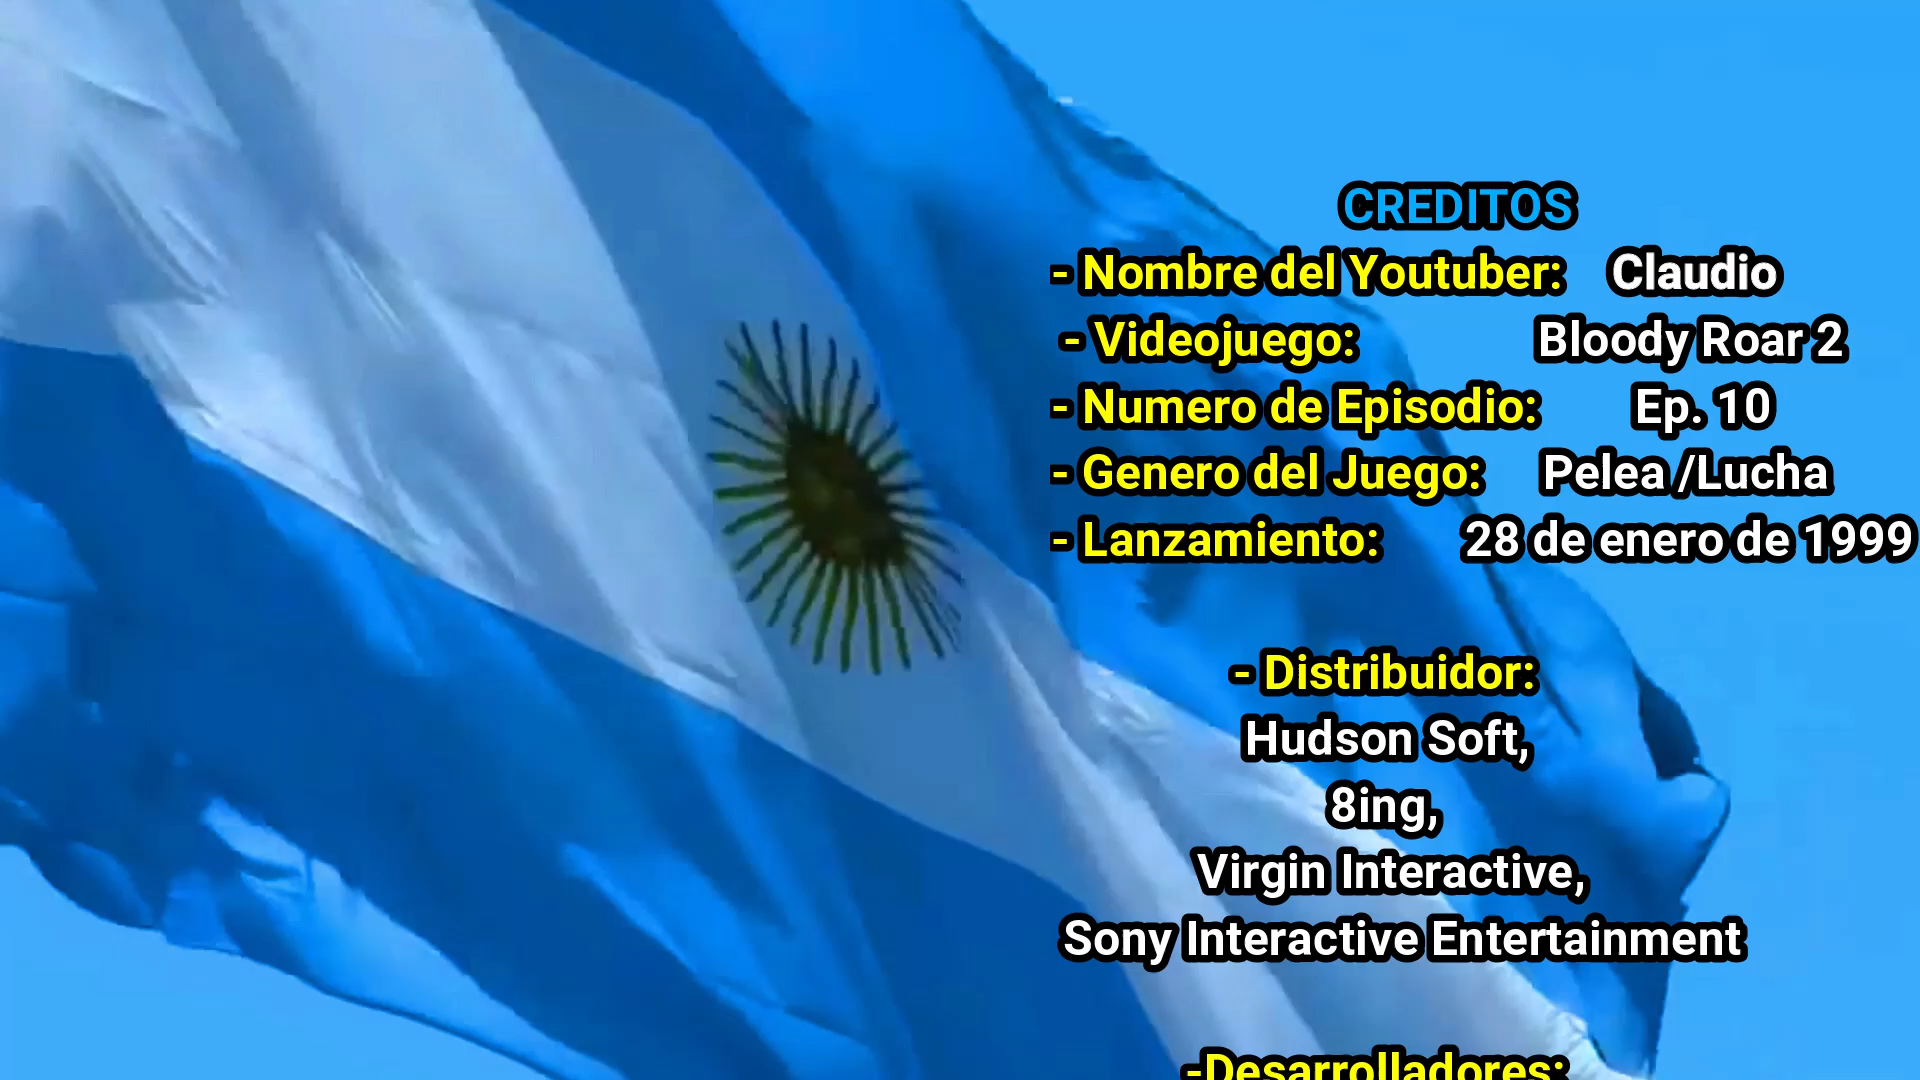 CREDITOS
- Nombre del Youtuber: Claudio
- Videojuego: Bloody Roar 2
- Numero de Episodio: Ep. 10
- Genero del Juego: Pelea /Lucha
- Lanzamiento: 28 de enero de 1999
- Distribuidor:
Hudson Soft,
8ing,
Virgin Interactive,
Sony Interactive Entertainment
-Desarrolladores: